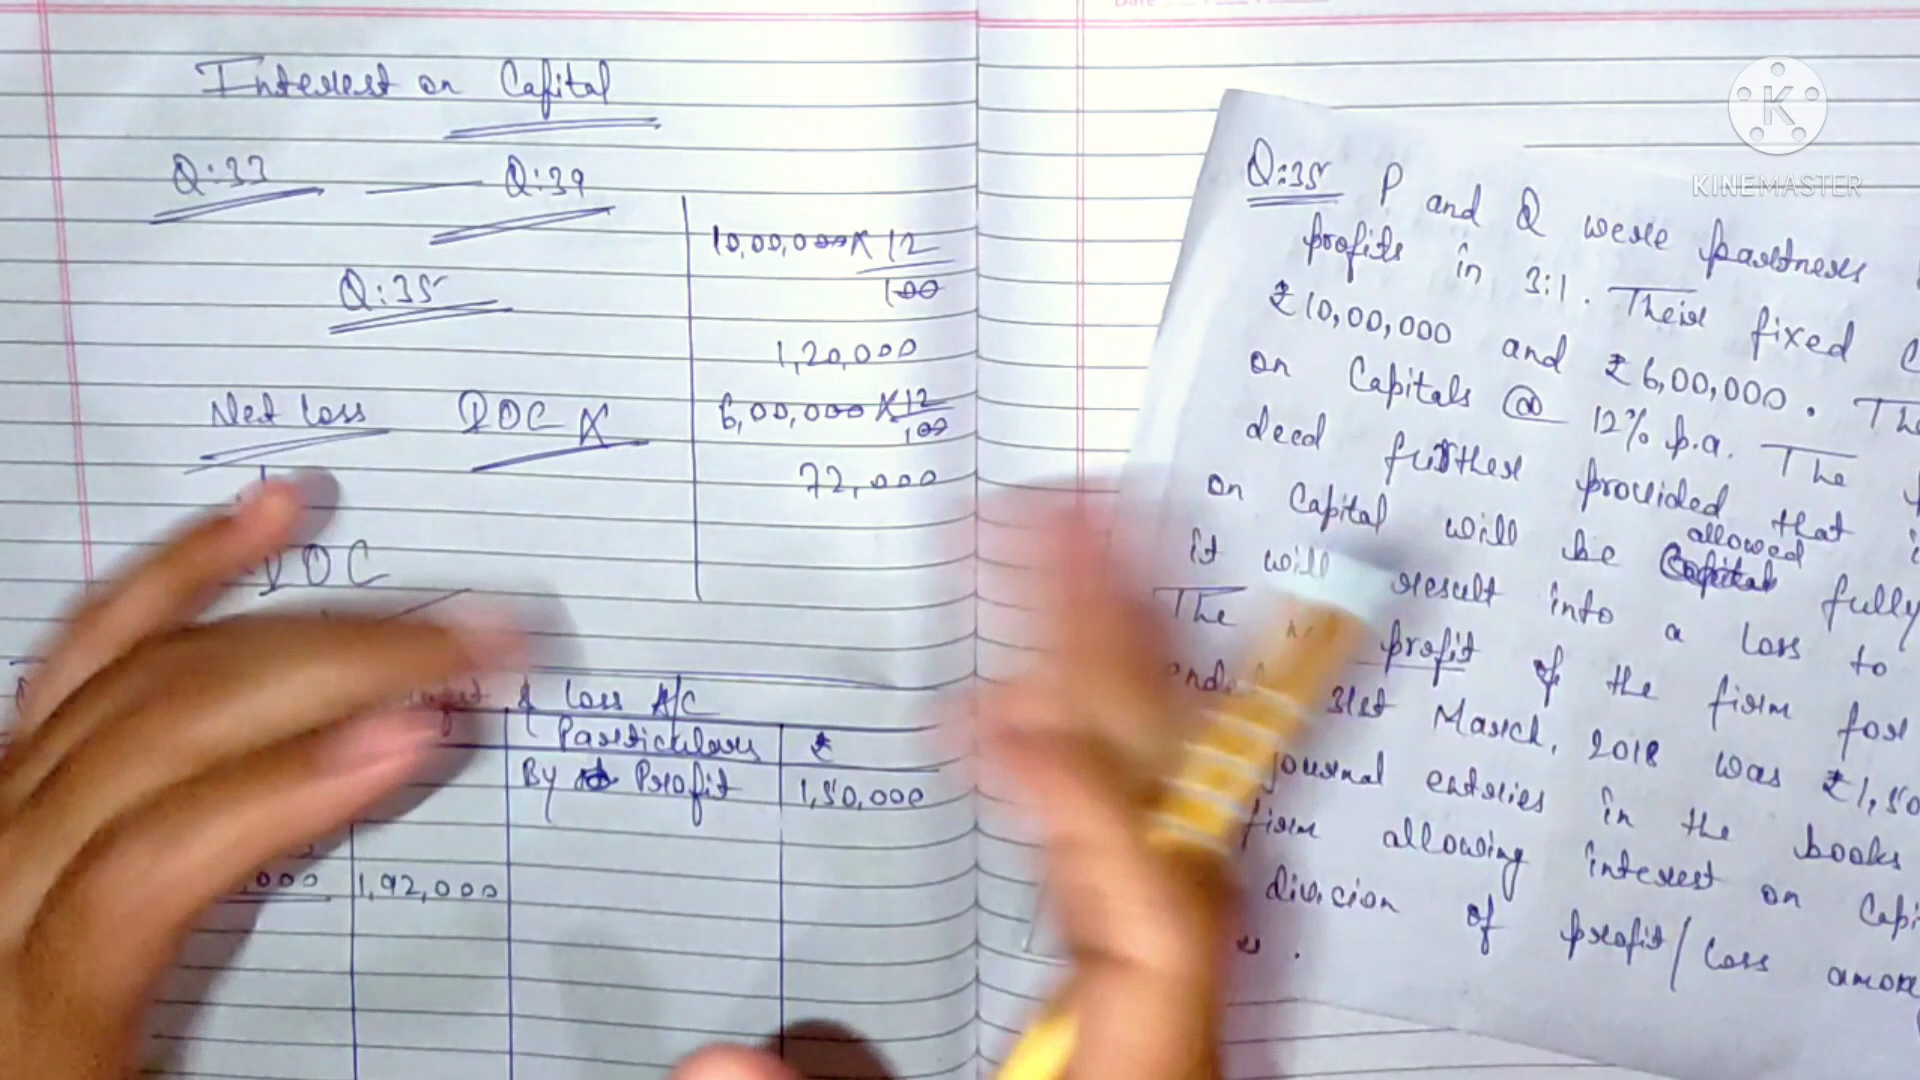 Interest on Capital
Q:33 — Q:39
Q:35
Net loss IOC X
IOC
10,00,000 X 12
100
1,20,000
6,00,000 X 12
100
72,000
& loss A/C
Particulars ₹
By Profit 1,50,000
,000 1,92,000
Date
KINEMASTER
Q:35 P and Q were partners
profits in 3:1. Their fixed
₹10,00,000 and ₹6,00,000. The
on Capitals @ 12% p.a. The
deed further provided that
on Capital will be allowed fully
it will result into a loss to
The profit of the firm for
31st March, 2018 was ₹1,50
journal entries in the books
firm allowing interest on Capi
division of profit/loss amon